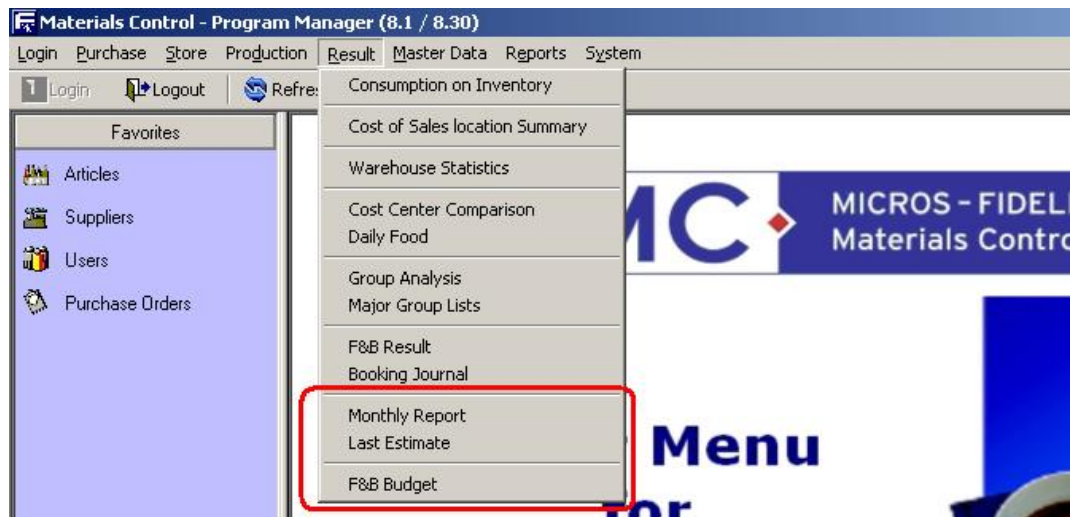 Materials Control - Program Manager (8.1 / 8.30)
Login Purchase Store Production Result Master Data Reports System
Login Logout
Favorites
Articles
Suppliers
Users
Purchase Orders
Consumption on Inventory
Cost of Sales location Summary
Warehouse Statistics
Cost Center Comparison
Daily Food
Group Analysis
Major Group Lists
F&B Result
Booking Journal
Monthly Report
Last Estimate
F&B Budget
MC
MICROS - FIDEL
Materials Contr
Menu
for